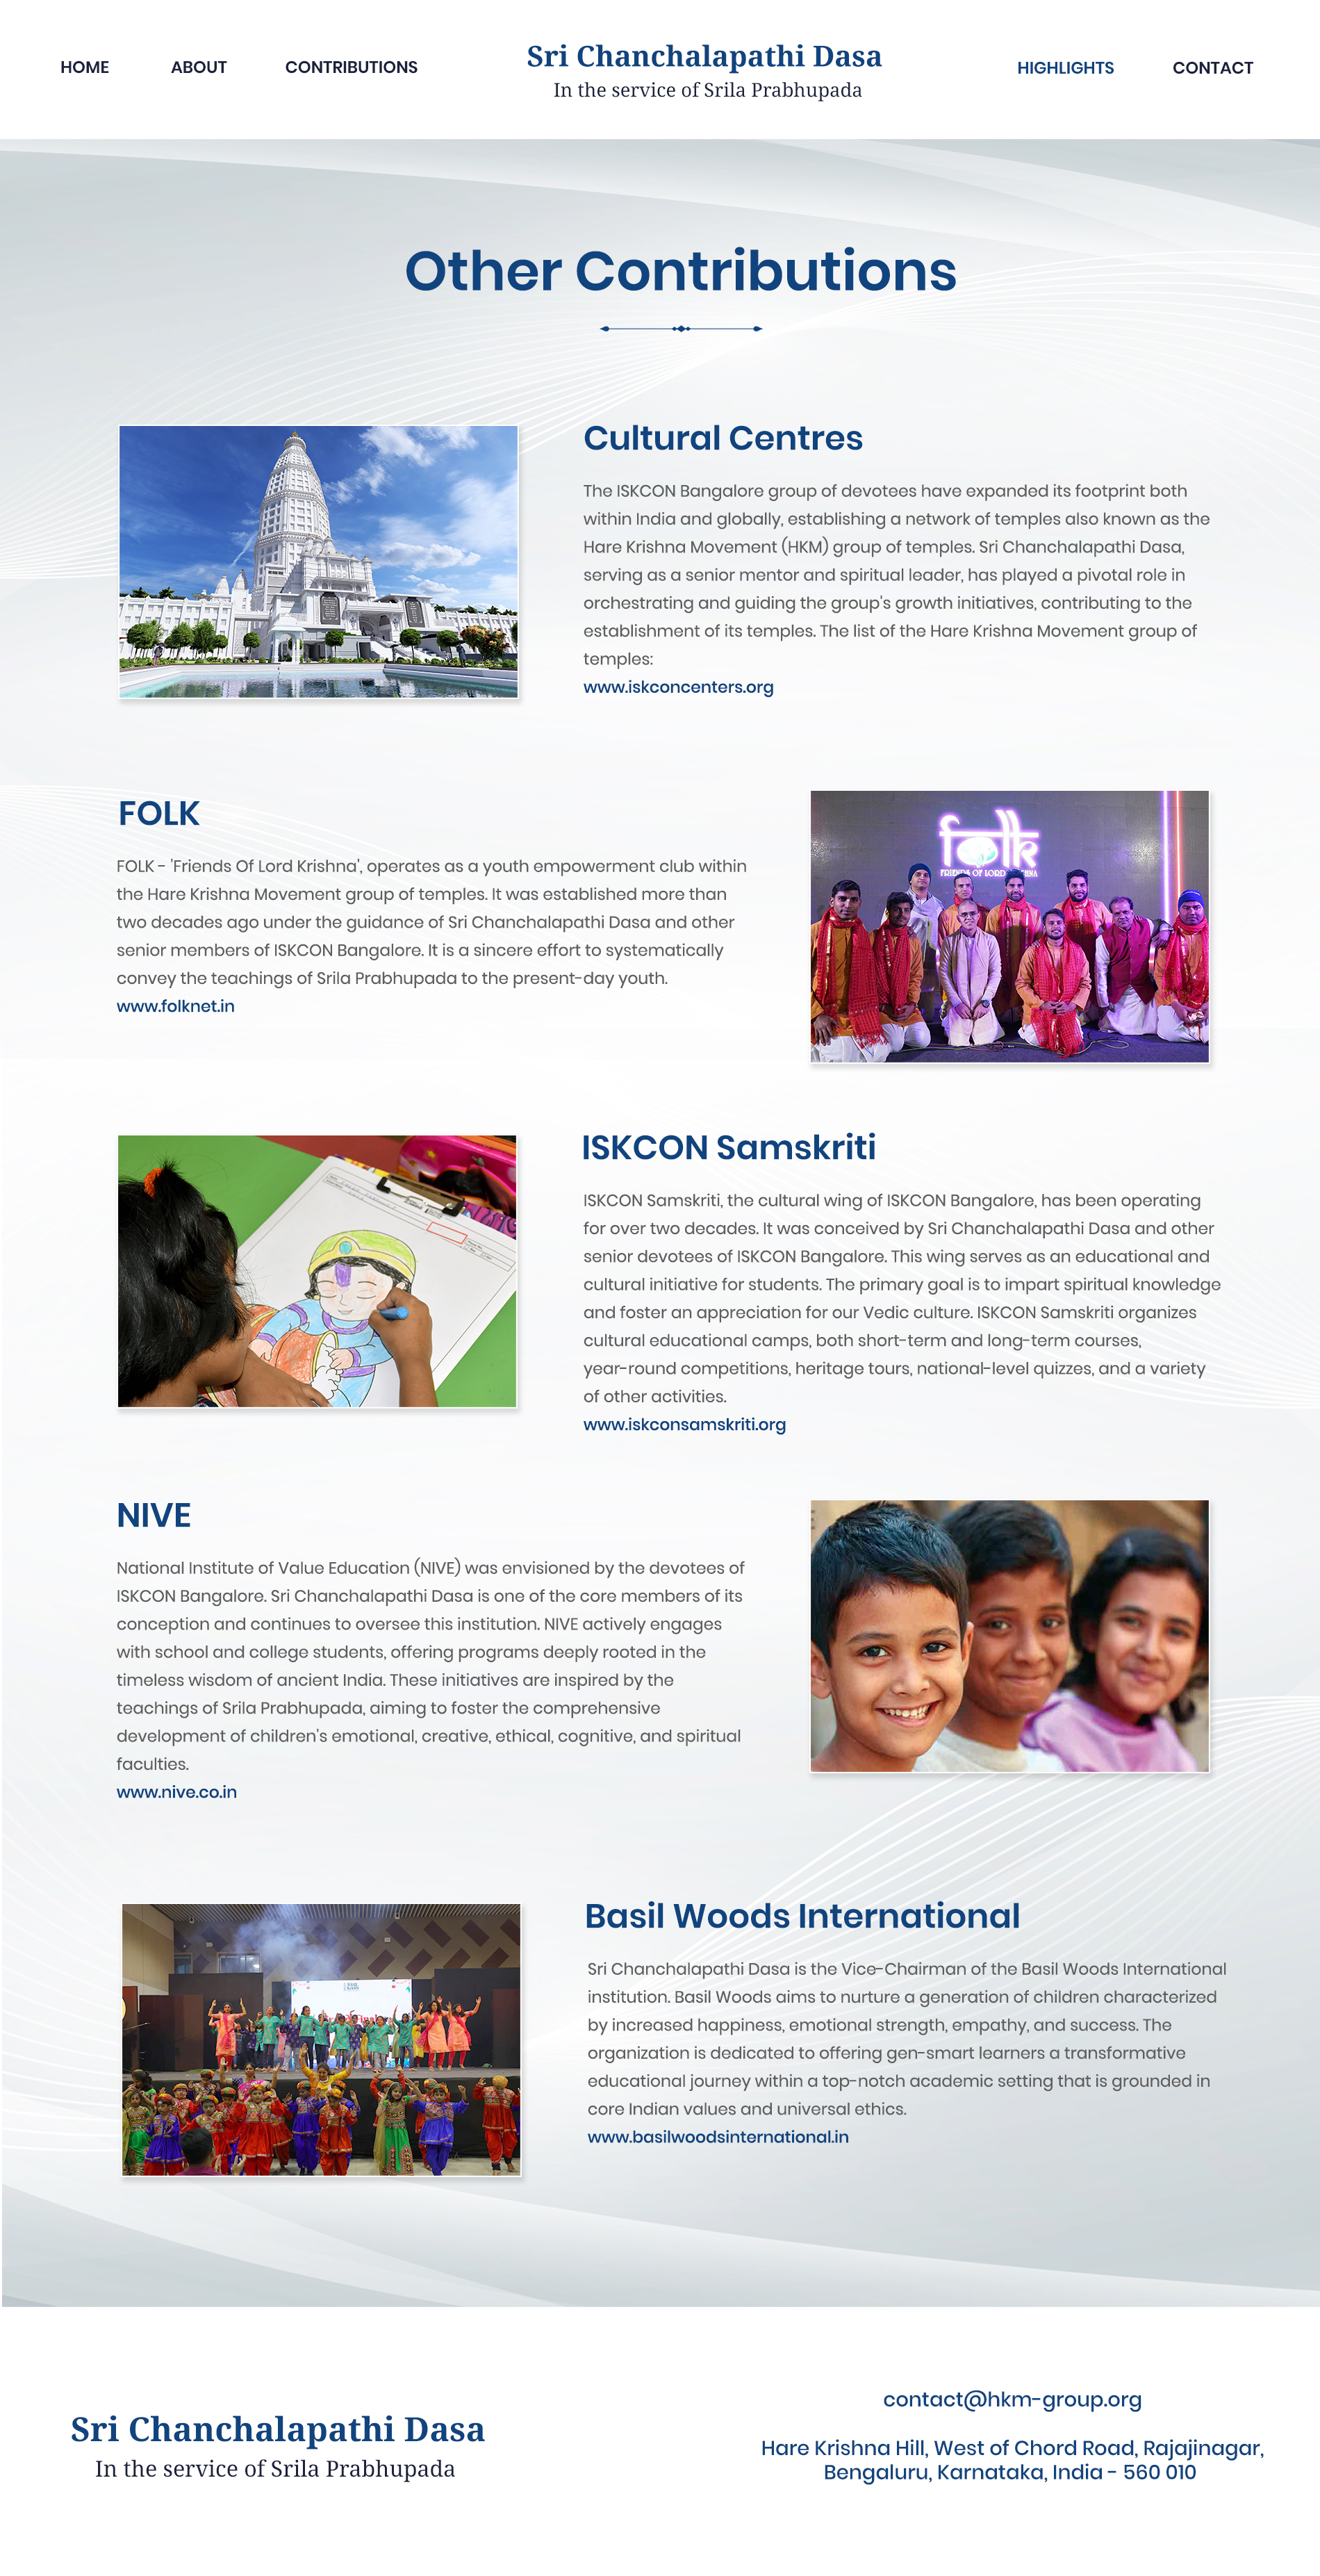 HOME
ABOUT
CONTRIBUTIONS
Sri Chanchalapathi Dasa
In the service of Srila Prabhupada
HIGHLIGHTS
CONTACT
Other Contributions
Cultural Centres
The ISKCON Bangalore group of devotees have expanded its footprint both
within India and globally, establishing a network of temples also known as the
Hare Krishna Movement (HKM) group of temples. Sri Chanchalapathi Dasa,
serving as a senior mentor and spiritual leader, has played a pivotal role in
orchestrating and guiding the group's growth initiatives, contributing to the
establishment of its temples. The list of the Hare Krishna Movement group of
temples:
www.iskconcenters.org
FOLK
FOLK - 'Friends Of Lord Krishna', operates as a youth empowerment club within
the Hare Krishna Movement group of temples. It was established more than
two decades ago under the guidance of Sri Chanchalapathi Dasa and other
senior members of ISKCON Bangalore. It is a sincere effort to systematically
convey the teachings of Srila Prabhupada to the present-day youth.
www.folknet.in
folk
FRIENDS OF LORD
ISKCON Samskriti
ISKCON Samskriti, the cultural wing of ISKCON Bangalore, has been operating
for over two decades. It was conceived by Sri Chanchalapathi Dasa and other
senior devotees of ISKCON Bangalore. This wing serves as an educational and
cultural initiative for students. The primary goal is to impart spiritual knowledge
and foster an appreciation for our Vedic culture. ISKCON Samskriti organizes
cultural educational camps, both short-term and long-term courses,
year-round competitions, heritage tours, national-level quizzes, and a variety
of other activities.
www.iskconsamskriti.org
NIVE
National Institute of Value Education (NIVE) was envisioned by the devotees of
ISKCON Bangalore. Sri Chanchalapathi Dasa is one of the core members of its
conception and continues to oversee this institution. NIVE actively engages
with school and college students, offering programs deeply rooted in the
timeless wisdom of ancient India. These initiatives are inspired by the
teachings of Srila Prabhupada, aiming to foster the comprehensive
development of children's emotional, creative, ethical, cognitive, and spiritual
faculties.
www.nive.co.in
Basil Woods International
Sri Chanchalapathi Dasa is the Vice-Chairman of the Basil Woods International
institution. Basil Woods aims to nurture a generation of children characterized
by increased happiness, emotional strength, empathy, and success. The
organization is dedicated to offering gen-smart learners a transformative
educational journey within a top-notch academic setting that is grounded in
core Indian values and universal ethics.
www.basilwoodsinternational.in
Sri Chanchalapathi Dasa
In the service of Srila Prabhupada
contact@hkm-group.org
Hare Krishna Hill, West of Chord Road, Rajajinagar,
Bengaluru, Karnataka, India - 560 010